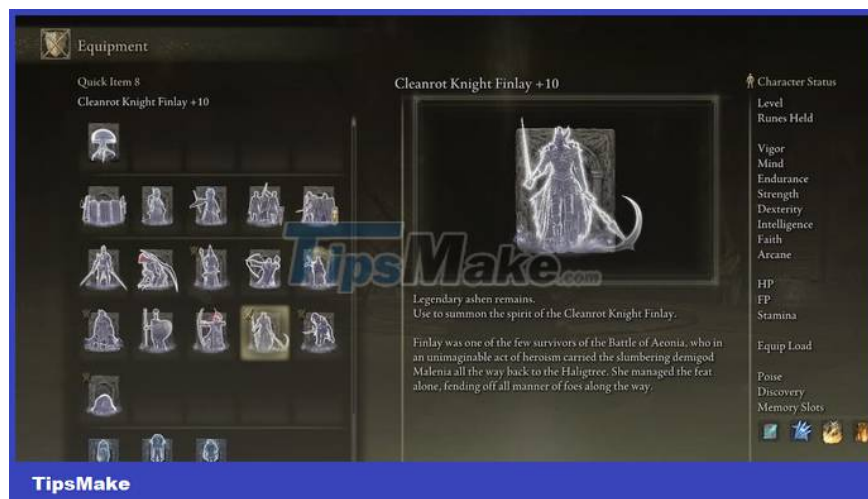 Equipment
Quick Item 8
Cleanrot Knight Finlay +10
Cleanrot Knight Finlay +10
Legendary ashen remains.
Use to summon the spirit of the Cleanrot Knight Finlay.
Finlay was one of the few survivors of the Battle of Aeonia, who in
an unimaginable act of heroism carried the slumbering demigod
Malenia all the way back to the Haligtree. She managed the feat
alone, fending off all manner of foes along the way.
Character Status
Level
Runes Held
Vigor
Mind
Endurance
Strength
Dexterity
Intelligence
Faith
Arcane
HP
FP
Stamina
Equip Load
Poise
Discovery
Memory Slots
TipsMake.com
TipsMake